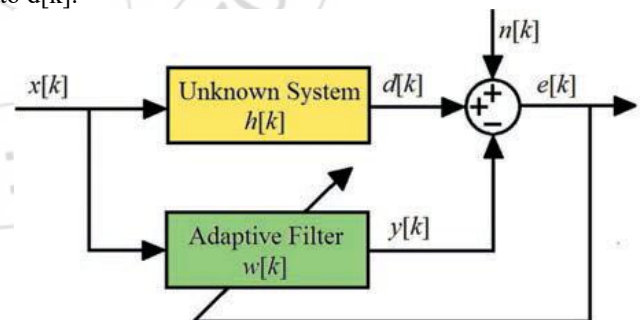 to d[k].
n[k]
x[k]
Unknown System
h[k]
d[k]
+
+
−
e[k]
Adaptive Filter
w[k]
y[k]